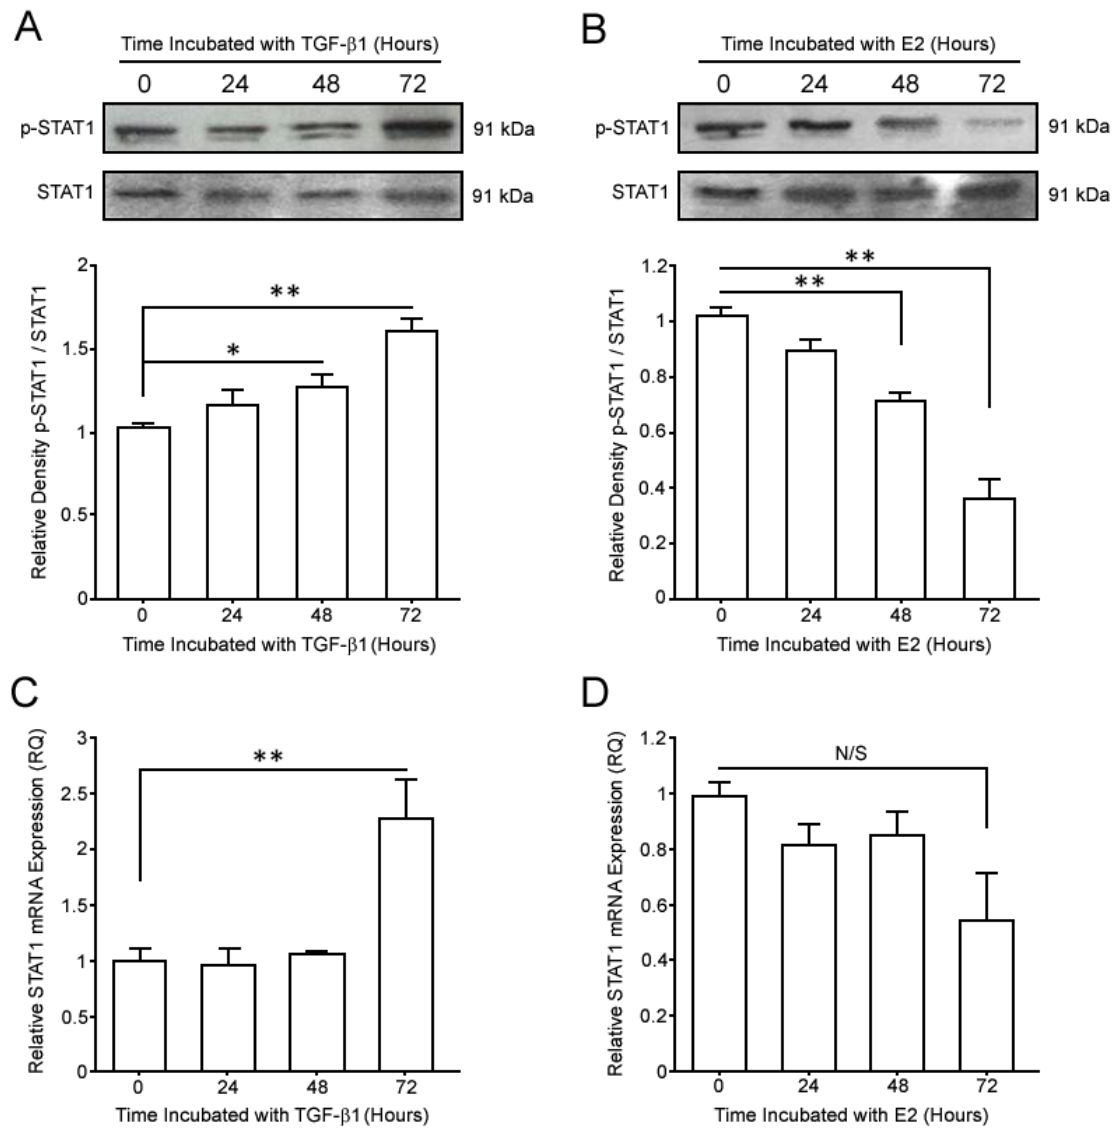 A
Time Incubated with TGF-β1 (Hours)
0 24 48 72
p-STAT1 91 kDa
STAT1 91 kDa
Relative Density p-STAT1 / STAT1
2
1.5
1
0.5
0
**
*
0 24 48 72
Time Incubated with TGF-β1 (Hours)
B
Time Incubated with E2 (Hours)
0 24 48 72
p-STAT1 91 kDa
STAT1 91 kDa
Relative Density p-STAT1 / STAT1
1.2
1
0.8
0.6
0.4
0.2
0
**
**
0 24 48 72
Time Incubated with E2 (Hours)
C
Relative STAT1 mRNA Expression (RQ)
3
2.5
2
1.5
1
0.5
0
**
0 24 48 72
Time Incubated with TGF-β1 (Hours)
D
Relative STAT1 mRNA Expression (RQ)
1.2
1
0.8
0.6
0.4
0.2
0
N/S
0 24 48 72
Time Incubated with E2 (Hours)